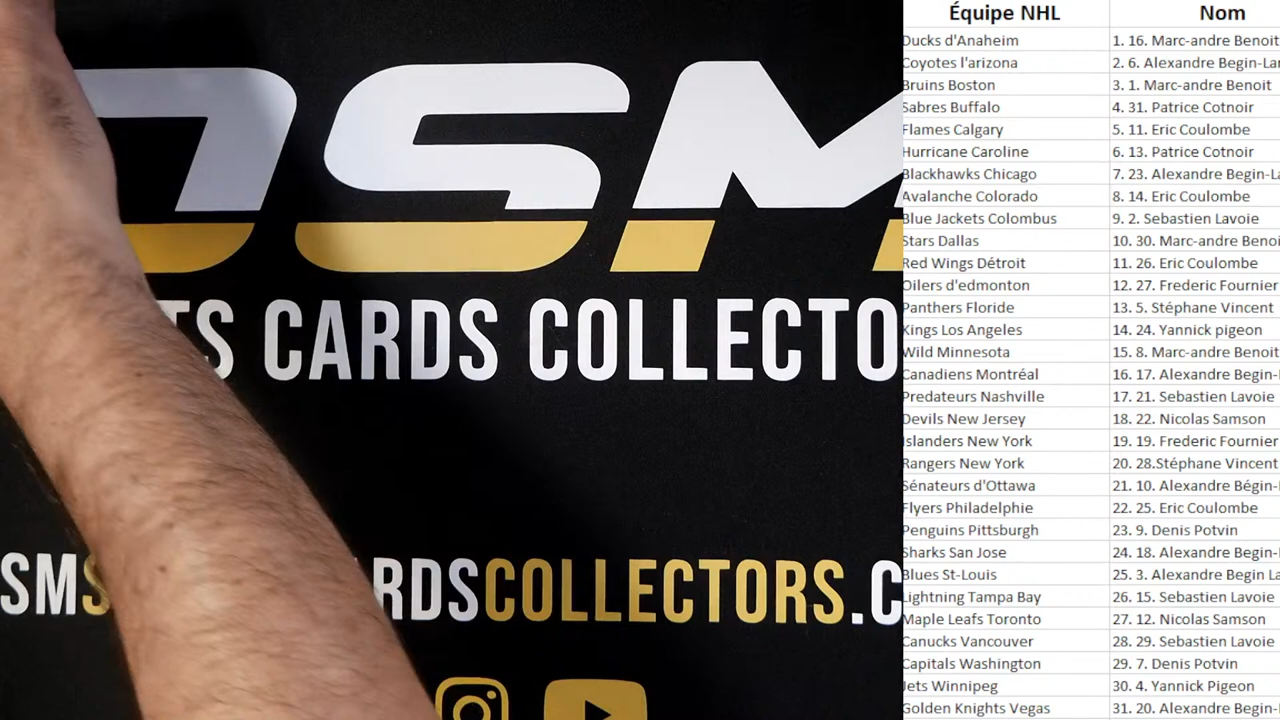 OSM
TS CARDS COLLECTO
SMS RDSCOLLECTORS.C
Équipe NHL Nom
Ducks d'Anaheim 1. 16. Marc-andre Benoit
Coyotes l'arizona 2. 6. Alexandre Begin-Lar
Bruins Boston 3. 1. Marc-andre Benoit
Sabres Buffalo 4. 31. Patrice Cotnoir
Flames Calgary 5. 11. Eric Coulombe
Hurricane Caroline 6. 13. Patrice Cotnoir
Blackhawks Chicago 7. 23. Alexandre Begin-La
Avalanche Colorado 8. 14. Eric Coulombe
Blue Jackets Colombus 9. 2. Sebastien Lavoie
Stars Dallas 10. 30. Marc-andre Benoi
Red Wings Détroit 11. 26. Eric Coulombe
Oilers d'edmonton 12. 27. Frederic Fournier
Panthers Floride 13. 5. Stéphane Vincent
Kings Los Angeles 14. 24. Yannick pigeon
Wild Minnesota 15. 8. Marc-andre Benoit
Canadiens Montréal 16. 17. Alexandre Begin-
Predateurs Nashville 17. 21. Sebastien Lavoie
Devils New Jersey 18. 22. Nicolas Samson
Islanders New York 19. 19. Frederic Fournier
Rangers New York 20. 28.Stéphane Vincent
Sénateurs d'Ottawa 21. 10. Alexandre Bégin-
Flyers Philadelphie 22. 25. Eric Coulombe
Penguins Pittsburgh 23. 9. Denis Potvin
Sharks San Jose 24. 18. Alexandre Begin-
Blues St-Louis 25. 3. Alexandre Begin La
Lightning Tampa Bay 26. 15. Sebastien Lavoie
Maple Leafs Toronto 27. 12. Nicolas Samson
Canucks Vancouver 28. 29. Sebastien Lavoie
Capitals Washington 29. 7. Denis Potvin
Jets Winnipeg 30. 4. Yannick Pigeon
Golden Knights Vegas 31. 20. Alexandre Begin-